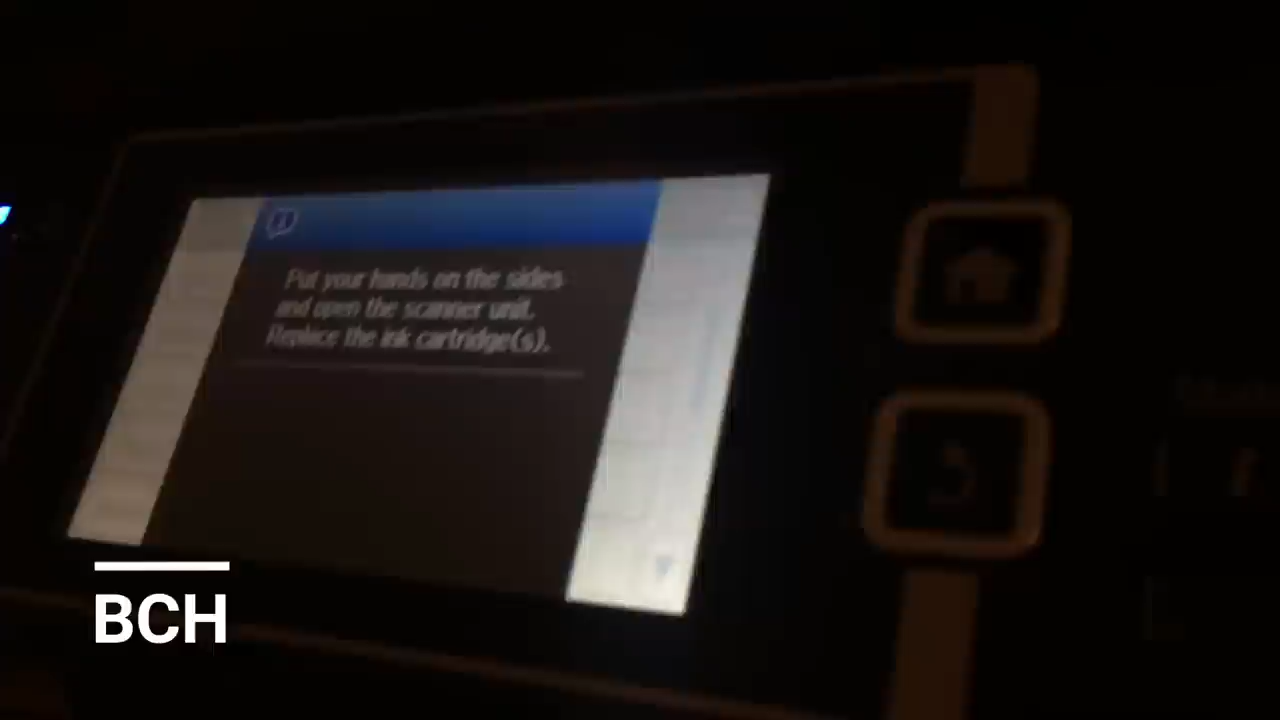 Put your hands on the sides
and open the scanner unit.
Replace the ink cartridge(s).
BCH